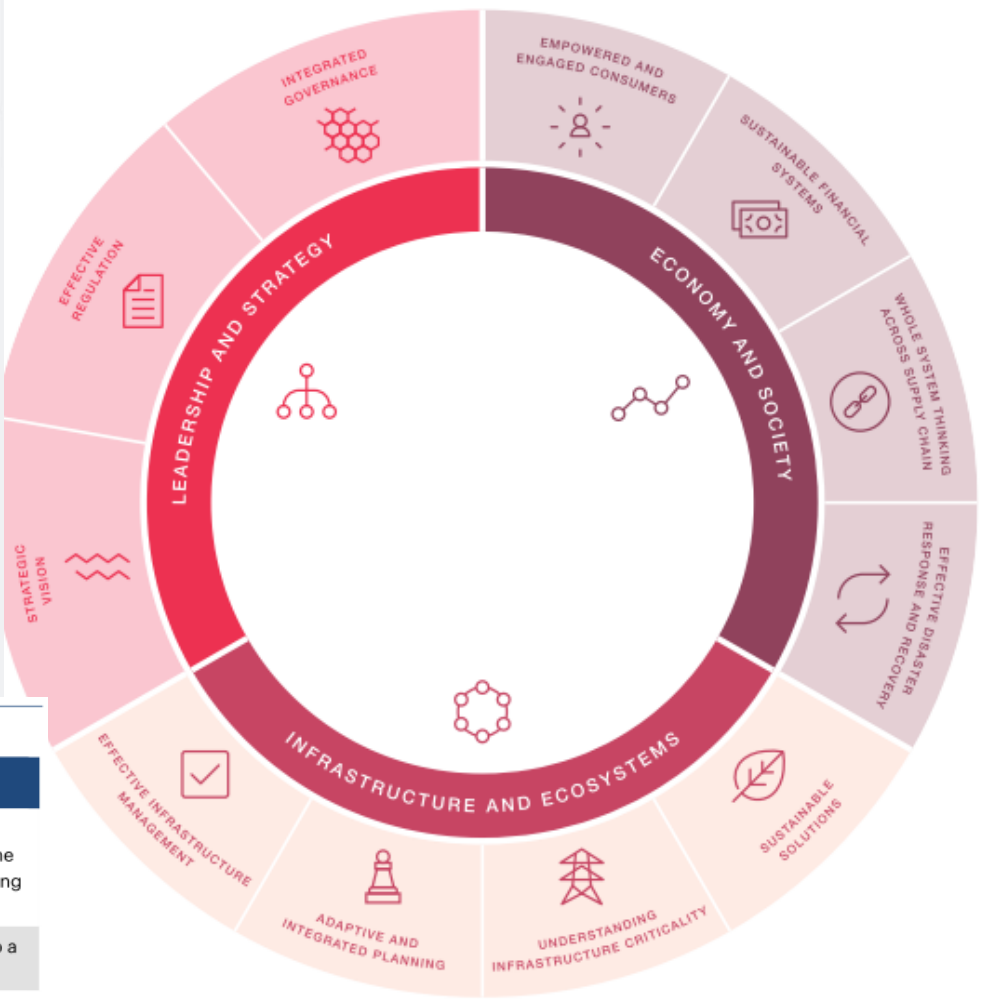 INTEGRATED
GOVERNANCE
EMPOWERED AND
ENGAGED CONSUMERS
SUSTAINABLE FINANCIAL
SYSTEMS
WHOLE SYSTEM THINKING
ACROSS SUPPLY CHAIN
EFFECTIVE DISASTER
RESPONSE AND RECOVERY
SUSTAINABLE
SOLUTIONS
UNDERSTANDING
INFRASTRUCTURE CRITICALITY
ADAPTIVE AND
INTEGRATED PLANNING
EFFECTIVE INFRASTRUCTURE
MANAGEMENT
STRATEGIC
VISION
EFFECTIVE
REGULATION
LEADERSHIP AND STRATEGY
ECONOMY AND SOCIETY
INFRASTRUCTURE AND ECOSYSTEMS
ne
ng
a